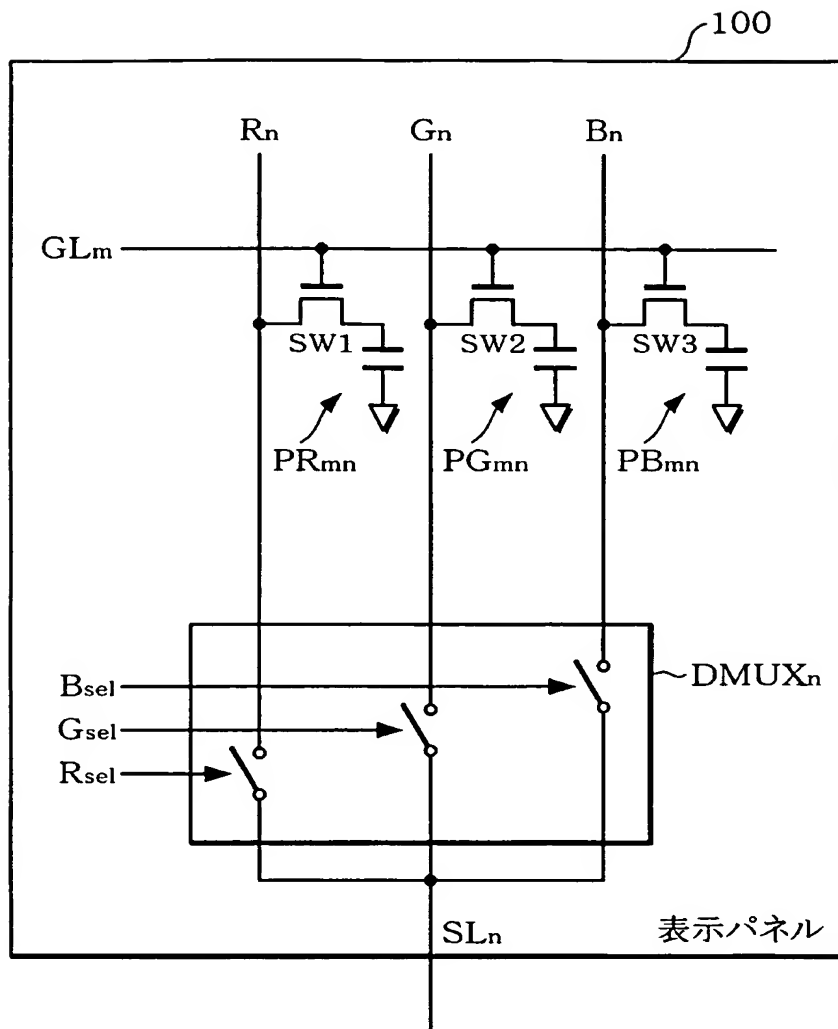 100
Rn Gn Bn
GLm
SW1 SW2 SW3
PRmn PGmn PBmn
Bsel
DMUXn
Gsel
Rsel
SLn
表示パネル